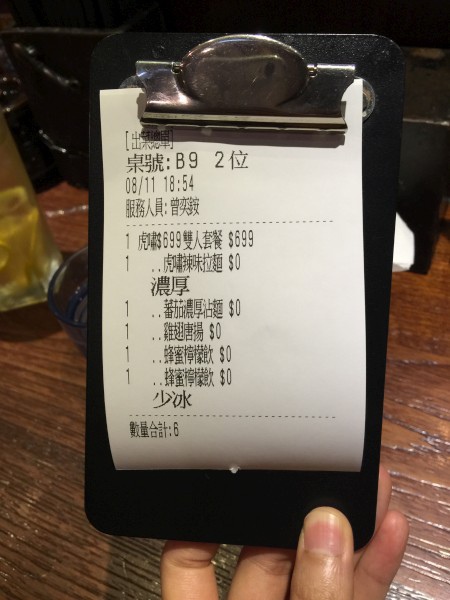 [出菜總單]
桌號:B9 2位
08/11 18:54
服務人員:曾奕銨
1 虎嘯$699雙人套餐 $699
1 ..虎嘯辣味拉麵 $0
濃厚
1 ..蕃茄濃厚沾麵 $0
1 ..雞翅唐揚 $0
1 ..蜂蜜檸檬飲 $0
1 ..蜂蜜檸檬飲 $0
少冰
數量合計:6